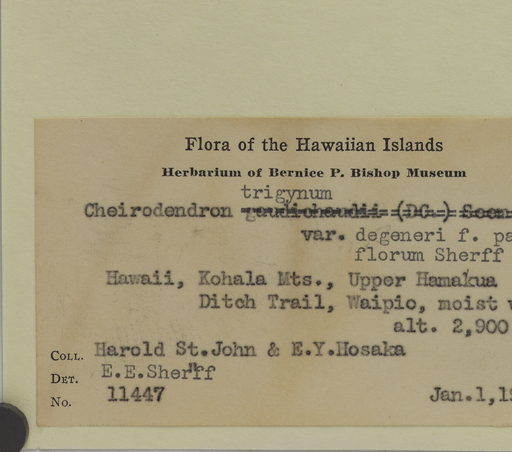 Flora of the Hawaiian Islands
Herbarium of Bernice P. Bishop Museum
trigynum
Cheirodendron gaudichaudii (DC.) Seem
var. degeneri f. pa
florum Sherff
Hawaii, Kohala Mts., Upper Hamakua
Ditch Trail, Waipio, moist w
alt. 2,900
COLL. Harold St.John & E.Y.Hosaka
DET. E.E.Sherff
No. 11447 Jan.1,19